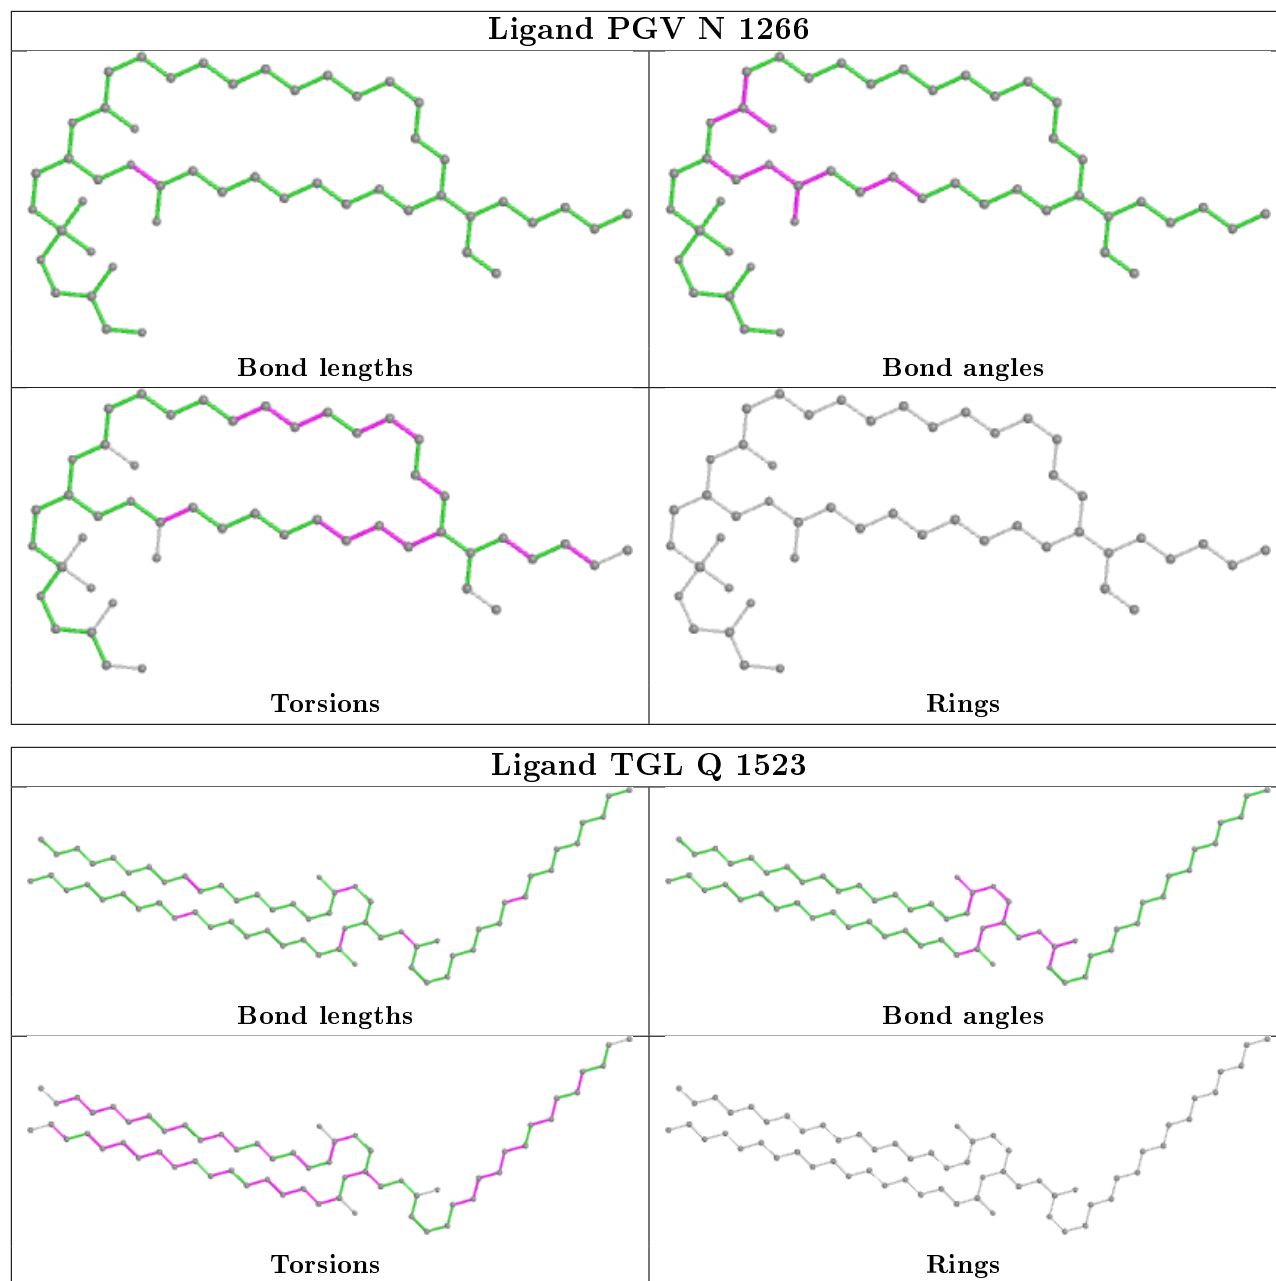 Ligand PGV N 1266
Bond lengths
Bond angles
Torsions
Rings
Ligand TGL Q 1523
Bond lengths
Bond angles
Torsions
Rings